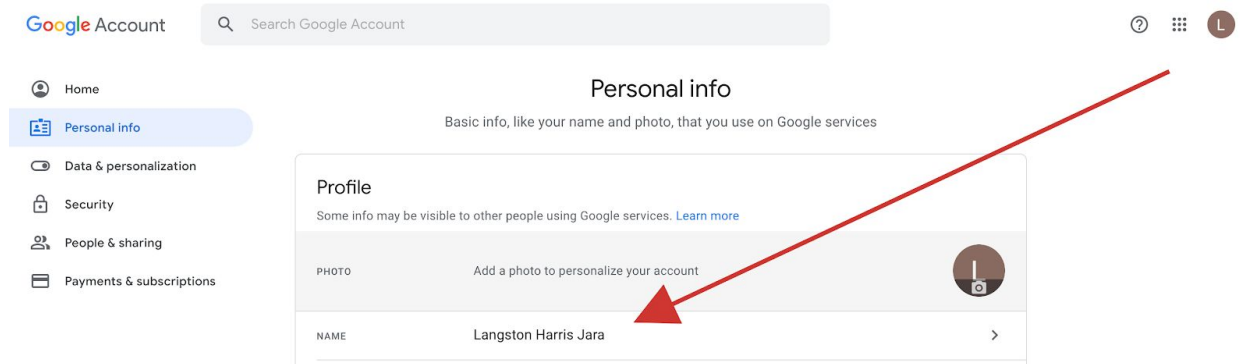 Google Account
Search Google Account
L
Home
Personal info
Data & personalization
Security
People & sharing
Payments & subscriptions
Personal info
Basic info, like your name and photo, that you use on Google services
Profile
Some info may be visible to other people using Google services. Learn more
PHOTO Add a photo to personalize your account
L
NAME Langston Harris Jara